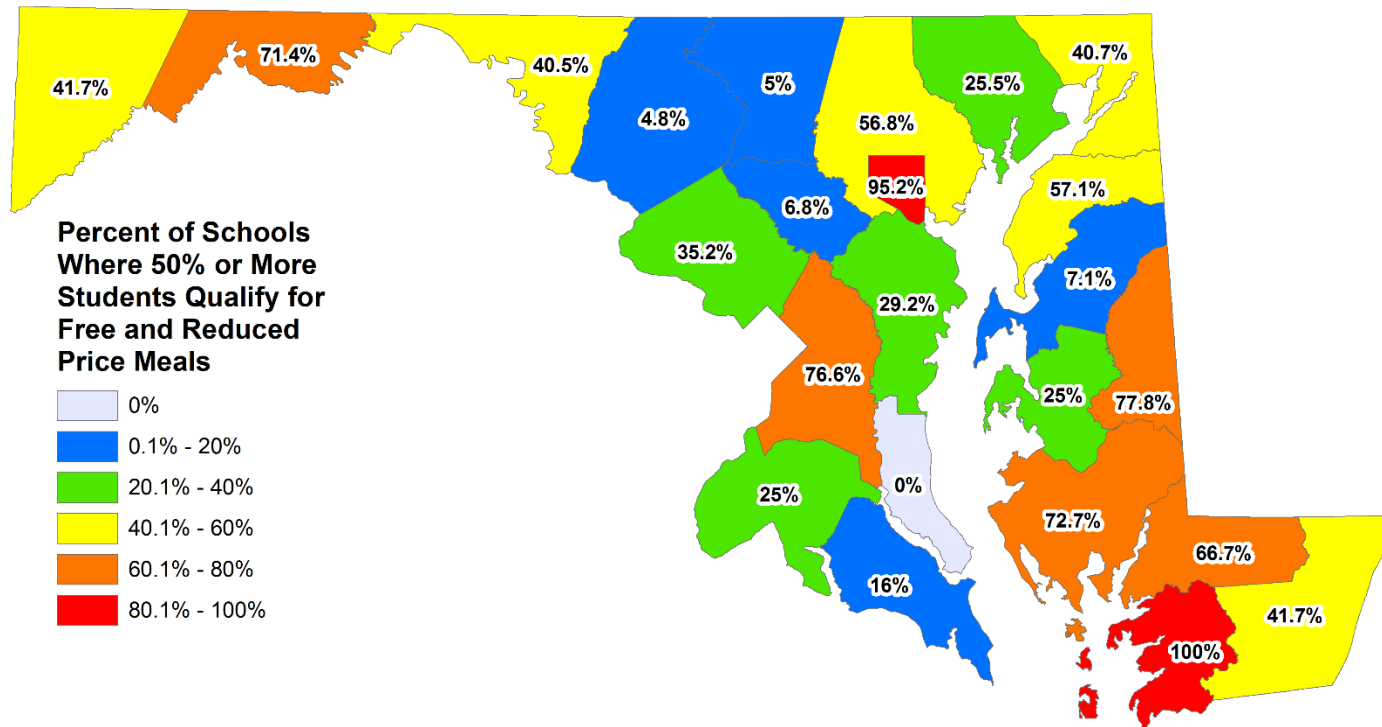 71.4%
40.5%
40.7%
41.7%
5%
25.5%
4.8%
56.8%
95.2%
57.1%
6.8%
Percent of Schools
Where 50% or More
Students Qualify for
Free and Reduced
Price Meals
0%
0.1% - 20%
20.1% - 40%
40.1% - 60%
60.1% - 80%
80.1% - 100%
35.2%
7.1%
29.2%
76.6%
25%
77.8%
0%
25%
72.7%
66.7%
16%
41.7%
100%